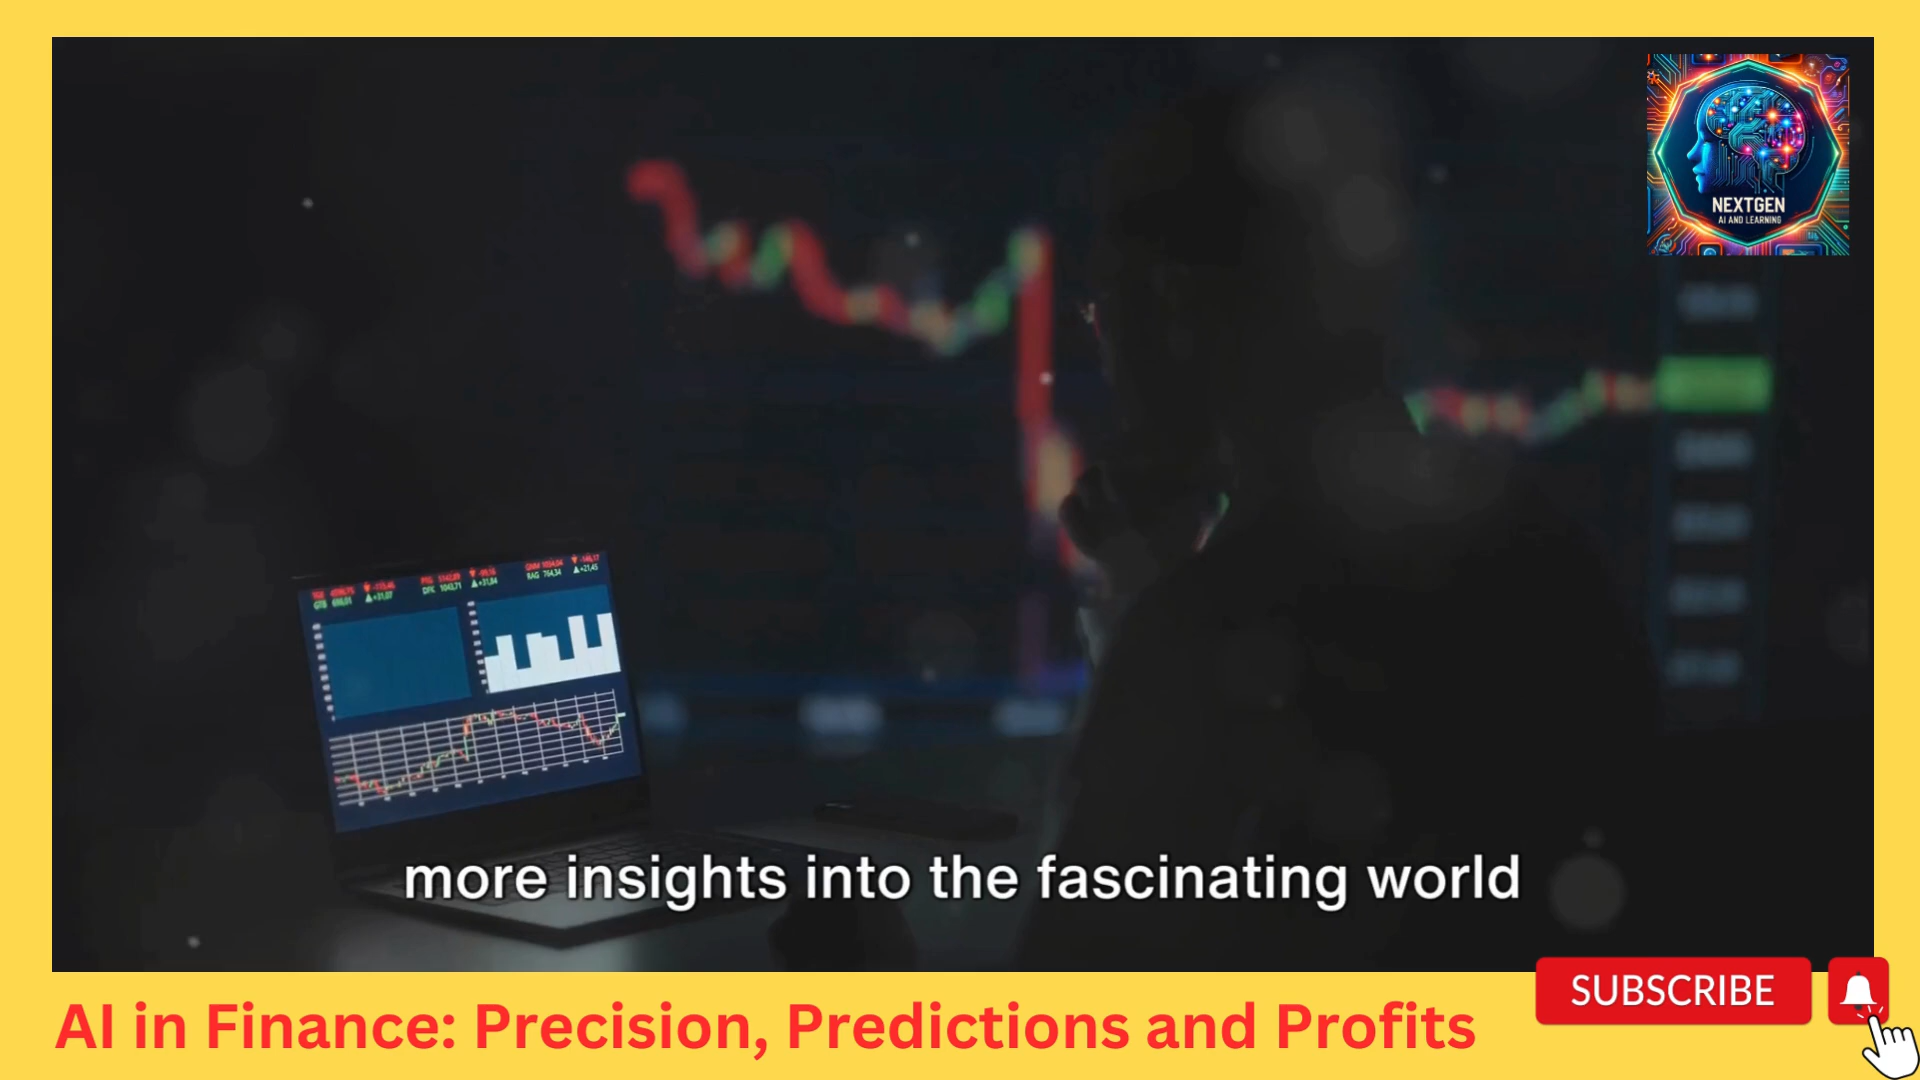 NEXTGEN
AI AND LEARNING
more insights into the fascinating world
SUBSCRIBE
AI in Finance: Precision, Predictions and Profits